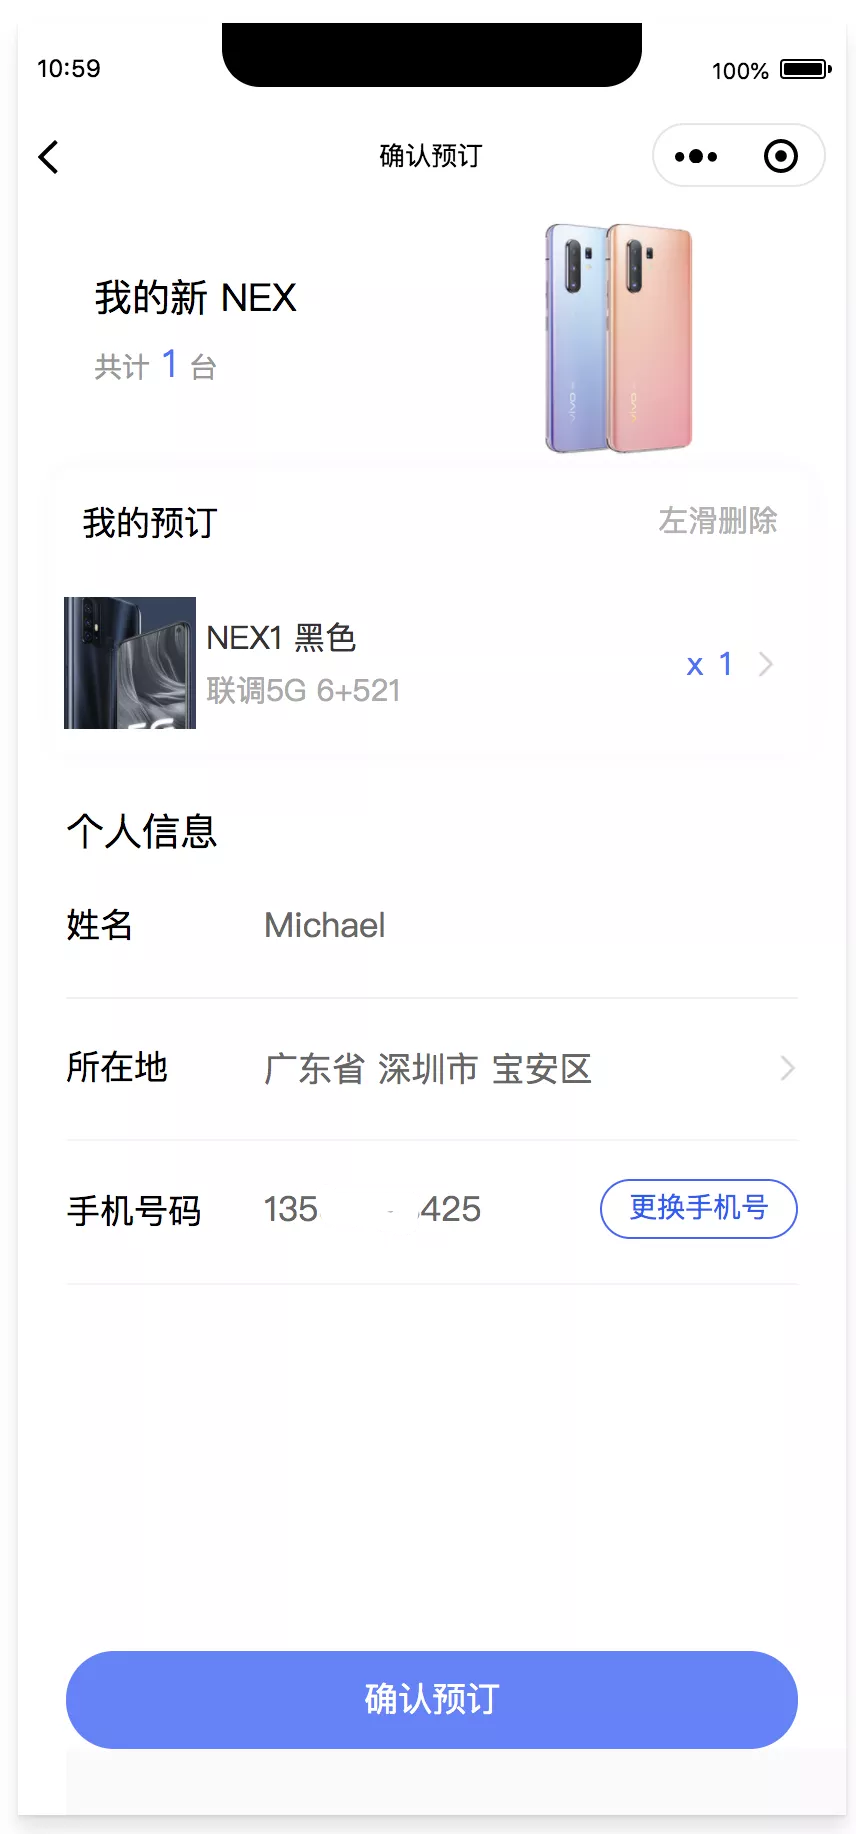 10:59
100%
确认预订
我的新 NEX
共计 1 台
vivo vivo
我的预订
左滑删除
NEX1 黑色
联调5G 6+521
x 1
5G
个人信息
姓名 Michael
所在地 广东省 深圳市 宝安区
手机号码 135 - 425 更换手机号
确认预订